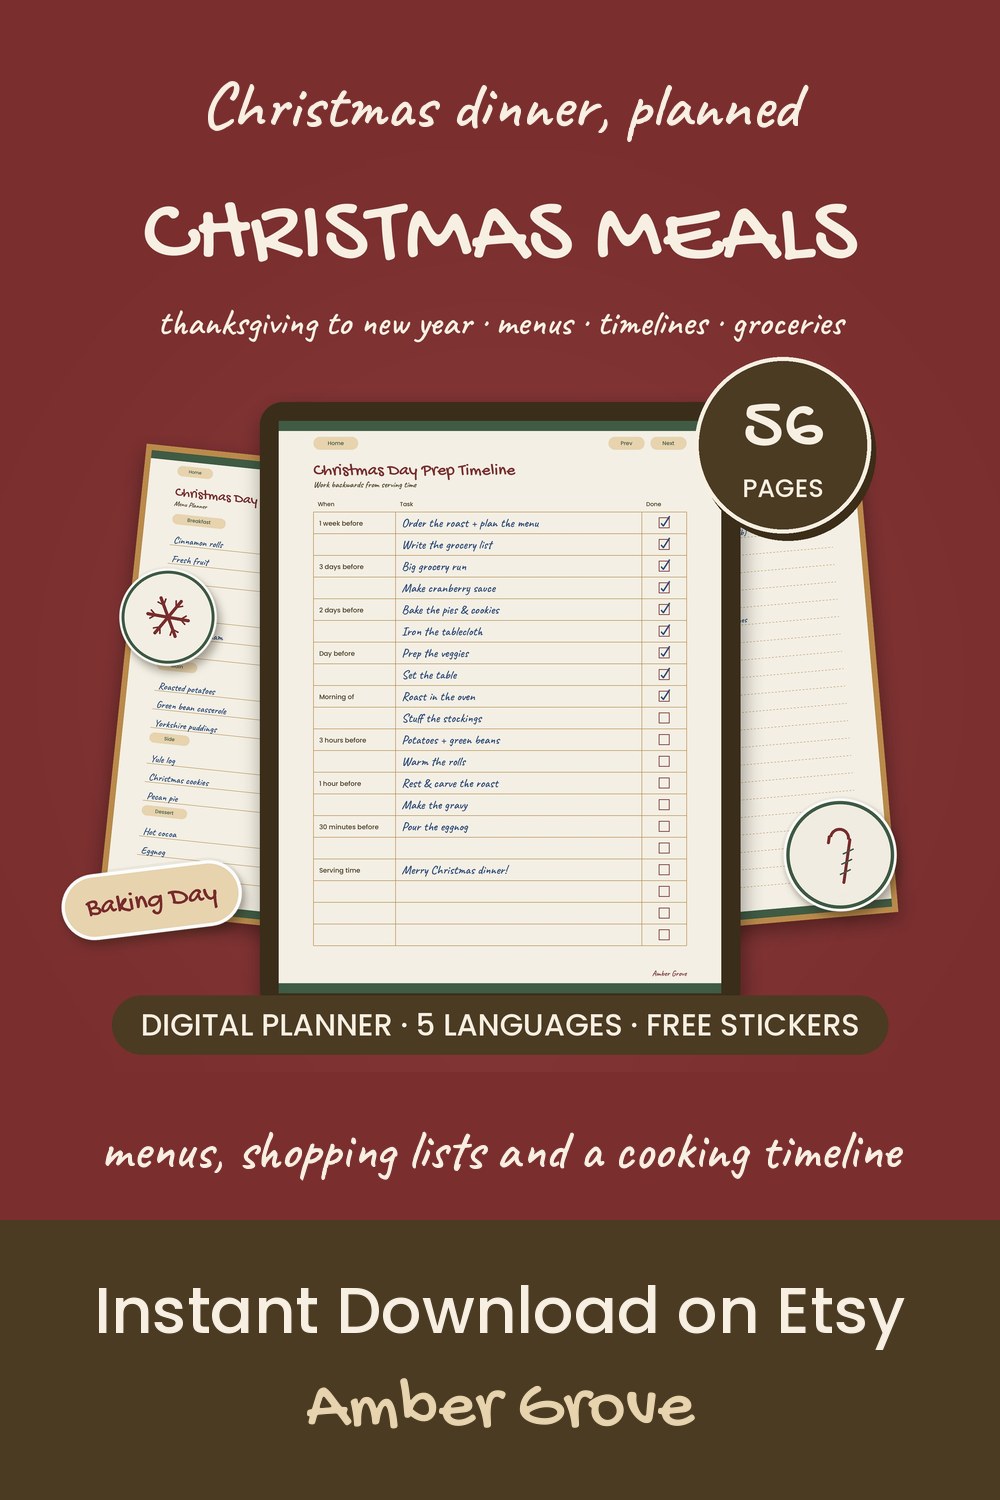 Christmas dinner, planned
CHRISTMAS MEALS
thanksgiving to new year · menus · timelines · groceries
56
PAGES
Home
Christmas Day
Menu Planner
Breakfast
Cinnamon rolls
Fresh fruit
Roasted potatoes
Green bean casserole
Yorkshire puddings
Side
Yule log
Christmas cookies
Pecan pie
Dessert
Hot cocoa
Eggnog
Baking Day
Home Prev Next
Christmas Day Prep Timeline
Work backwards from serving time
When Task Done
1 week before Order the roast + plan the menu
Write the grocery list
3 days before Big grocery run
Make cranberry sauce
2 days before Bake the pies & cookies
Iron the tablecloth
Day before Prep the veggies
Set the table
Morning of Roast in the oven
Stuff the stockings
3 hours before Potatoes + green beans
Warm the rolls
1 hour before Rest & carve the roast
Make the gravy
30 minutes before Pour the eggnog
Serving time Merry Christmas dinner!
Amber Grove
DIGITAL PLANNER · 5 LANGUAGES · FREE STICKERS
menus, shopping lists and a cooking timeline
Instant Download on Etsy
Amber Grove